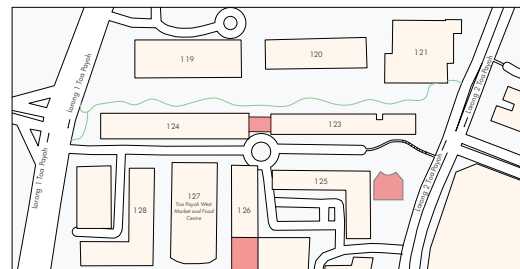 121
120
119
Lorong 1 Toa Payoh
Lorong 2 Toa Payoh
124
123
Lorong 1 Toa Payoh
125
Lorong 2 Toa Payoh
127
Toa Payoh West
Market and Food
Centre
128
126